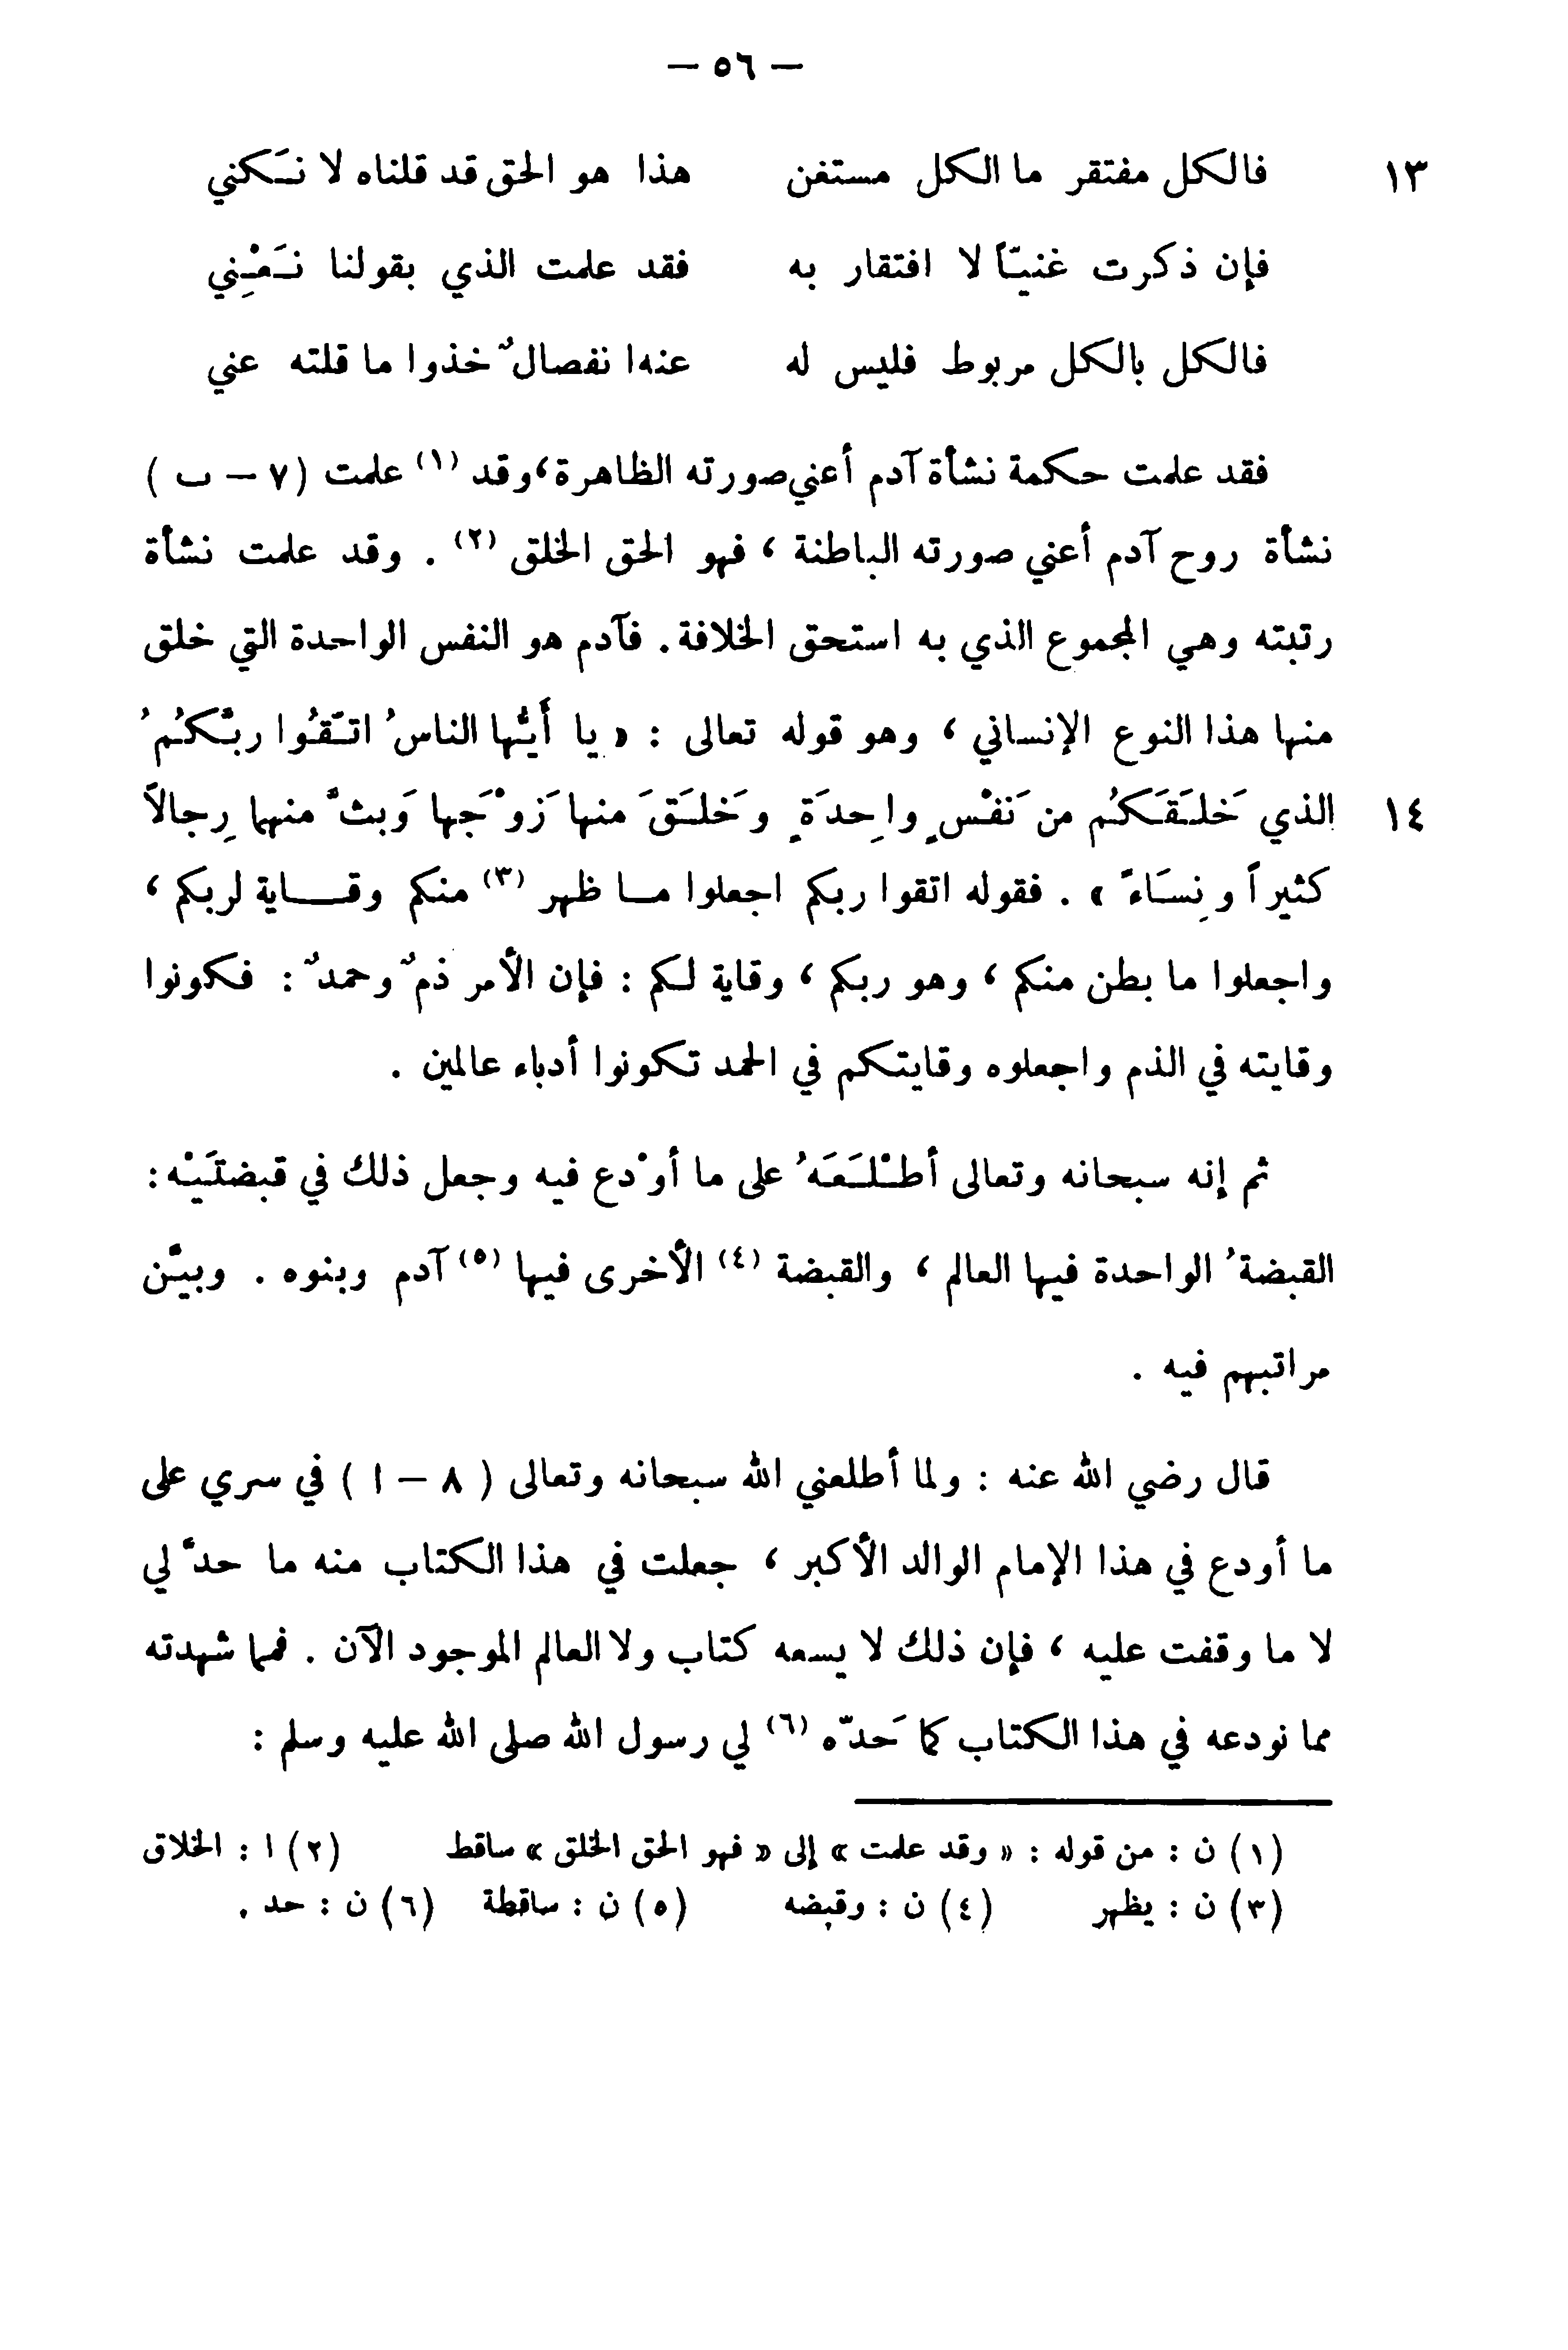 — ٥٦ —
١٣ فالكل مفتقر ما الكل مستغن هذا هو الحق قد قلناه لا نَكني
فإن ذكرت غنيّاً لا افتقار به فقد علمت الذي بقولنا نَعْنِي
فالكل بالكل مربوط فليس له عنه انفصالٌ خذوا ما قلته عني
فقد علمت حكمة نشأة آدم أعني صورته الظاهرة، وقد (١) علمت (٧ – ب)
نشأة روح آدم أعني صورته الباطنة ، فهو الحق الخلق (٢) . وقد علمت نشأة
رتبته وهي المجموع الذي به استحق الخلافة. فآدم هو النفس الواحدة التي خلق
منها هذا النوع الإنساني ، وهو قوله تعالى : « يا أيُّها الناسُ اتَّقُوا ربَّكُمُ
١٤ الذي خَلَقَكُم من نَفْسٍ واحِدَةٍ وخَلَقَ منها زَوْجَها وَبثَّ منهما رِجالاً
كثيراً ونِسَاءً » . فقوله اتقوا ربكم اجعلوا مـا ظهر (٣) منكم وقـــاية لربكم ،
واجعلوا ما بطن منكم ، وهو ربكم ، وقاية لكم : فإن الأمر ذمٌ وحمدٌ : فكونوا
وقايته في الذم واجعلوه وقايتكم في الحمد تكونوا أدباء عالمين .
ثم إنه سبحانه وتعالى أطْلَعَهُ على ما أوْدع فيه وجعل ذلك في قبضتَيْه :
القبضةُ الواحدة فيها العالم ، والقبضة (٤) الأخرى فيها (٥) آدم وبنوه . وبيَّن
مراتبهم فيه .
قال رضي الله عنه : ولما أطلعني الله سبحانه وتعالى ( ٨ – ا ) في سري على
ما أودع في هذا الإمام الوالد الأكبر ، جعلت في هذا الكتاب منه ما حدَّ لي
لا ما وقفت عليه ، فإن ذلك لا يسعه كتاب ولا العالم الموجود الآن . فمما شهدته
مما نودعه في هذا الكتاب كما حَدّه (٦) لي رسول الله صلى الله عليه وسلم :
(١) ن : من قوله : « وقد علمت » إلى « فهو الحق الخلق » ساقط (٢) ا : الخلاق
(٣) ن : يظهر (٤) ن : وقبضه (٥) ن : ساقطة (٦) ن : حد .